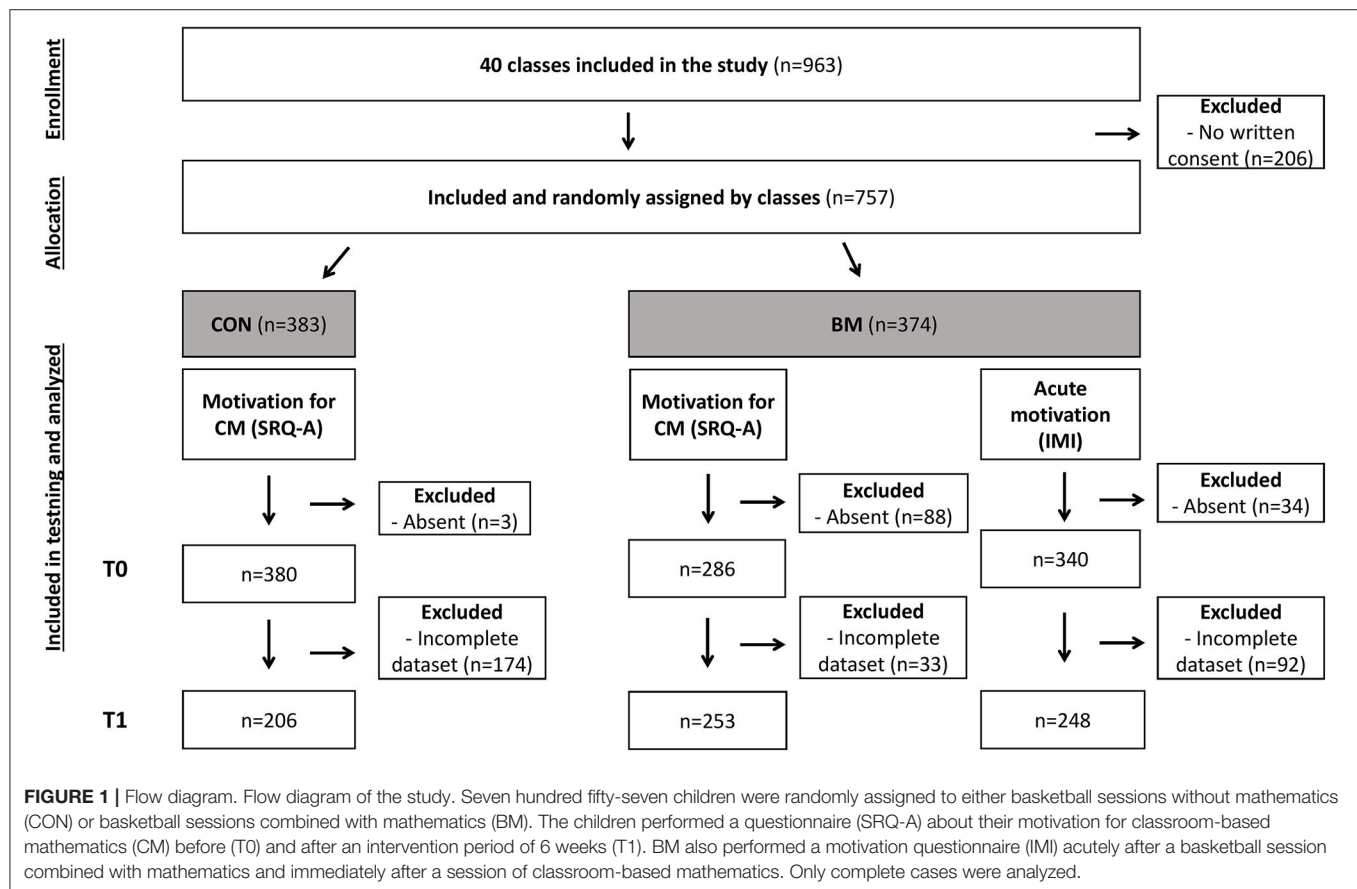 Enrollment
40 classes included in the study (n=963)
Excluded
- No written
consent (n=206)
Allocation
Included and randomly assigned by classes (n=757)
Included in testning and analyzed
CON (n=383)
BM (n=374)
Motivation for
CM (SRQ-A)
Motivation for
CM (SRQ-A)
Acute
motivation
(IMI)
Excluded
- Absent (n=3)
Excluded
- Absent (n=88)
Excluded
- Absent (n=34)
T0
n=380
n=286
n=340
Excluded
- Incomplete
dataset (n=174)
Excluded
- Incomplete
dataset (n=33)
Excluded
- Incomplete
dataset (n=92)
T1
n=206
n=253
n=248
FIGURE 1 | Flow diagram. Flow diagram of the study. Seven hundred fifty-seven children were randomly assigned to either basketball sessions without mathematics
(CON) or basketball sessions combined with mathematics (BM). The children performed a questionnaire (SRQ-A) about their motivation for classroom-based
mathematics (CM) before (T0) and after an intervention period of 6 weeks (T1). BM also performed a motivation questionnaire (IMI) acutely after a basketball session
combined with mathematics and immediately after a session of classroom-based mathematics. Only complete cases were analyzed.